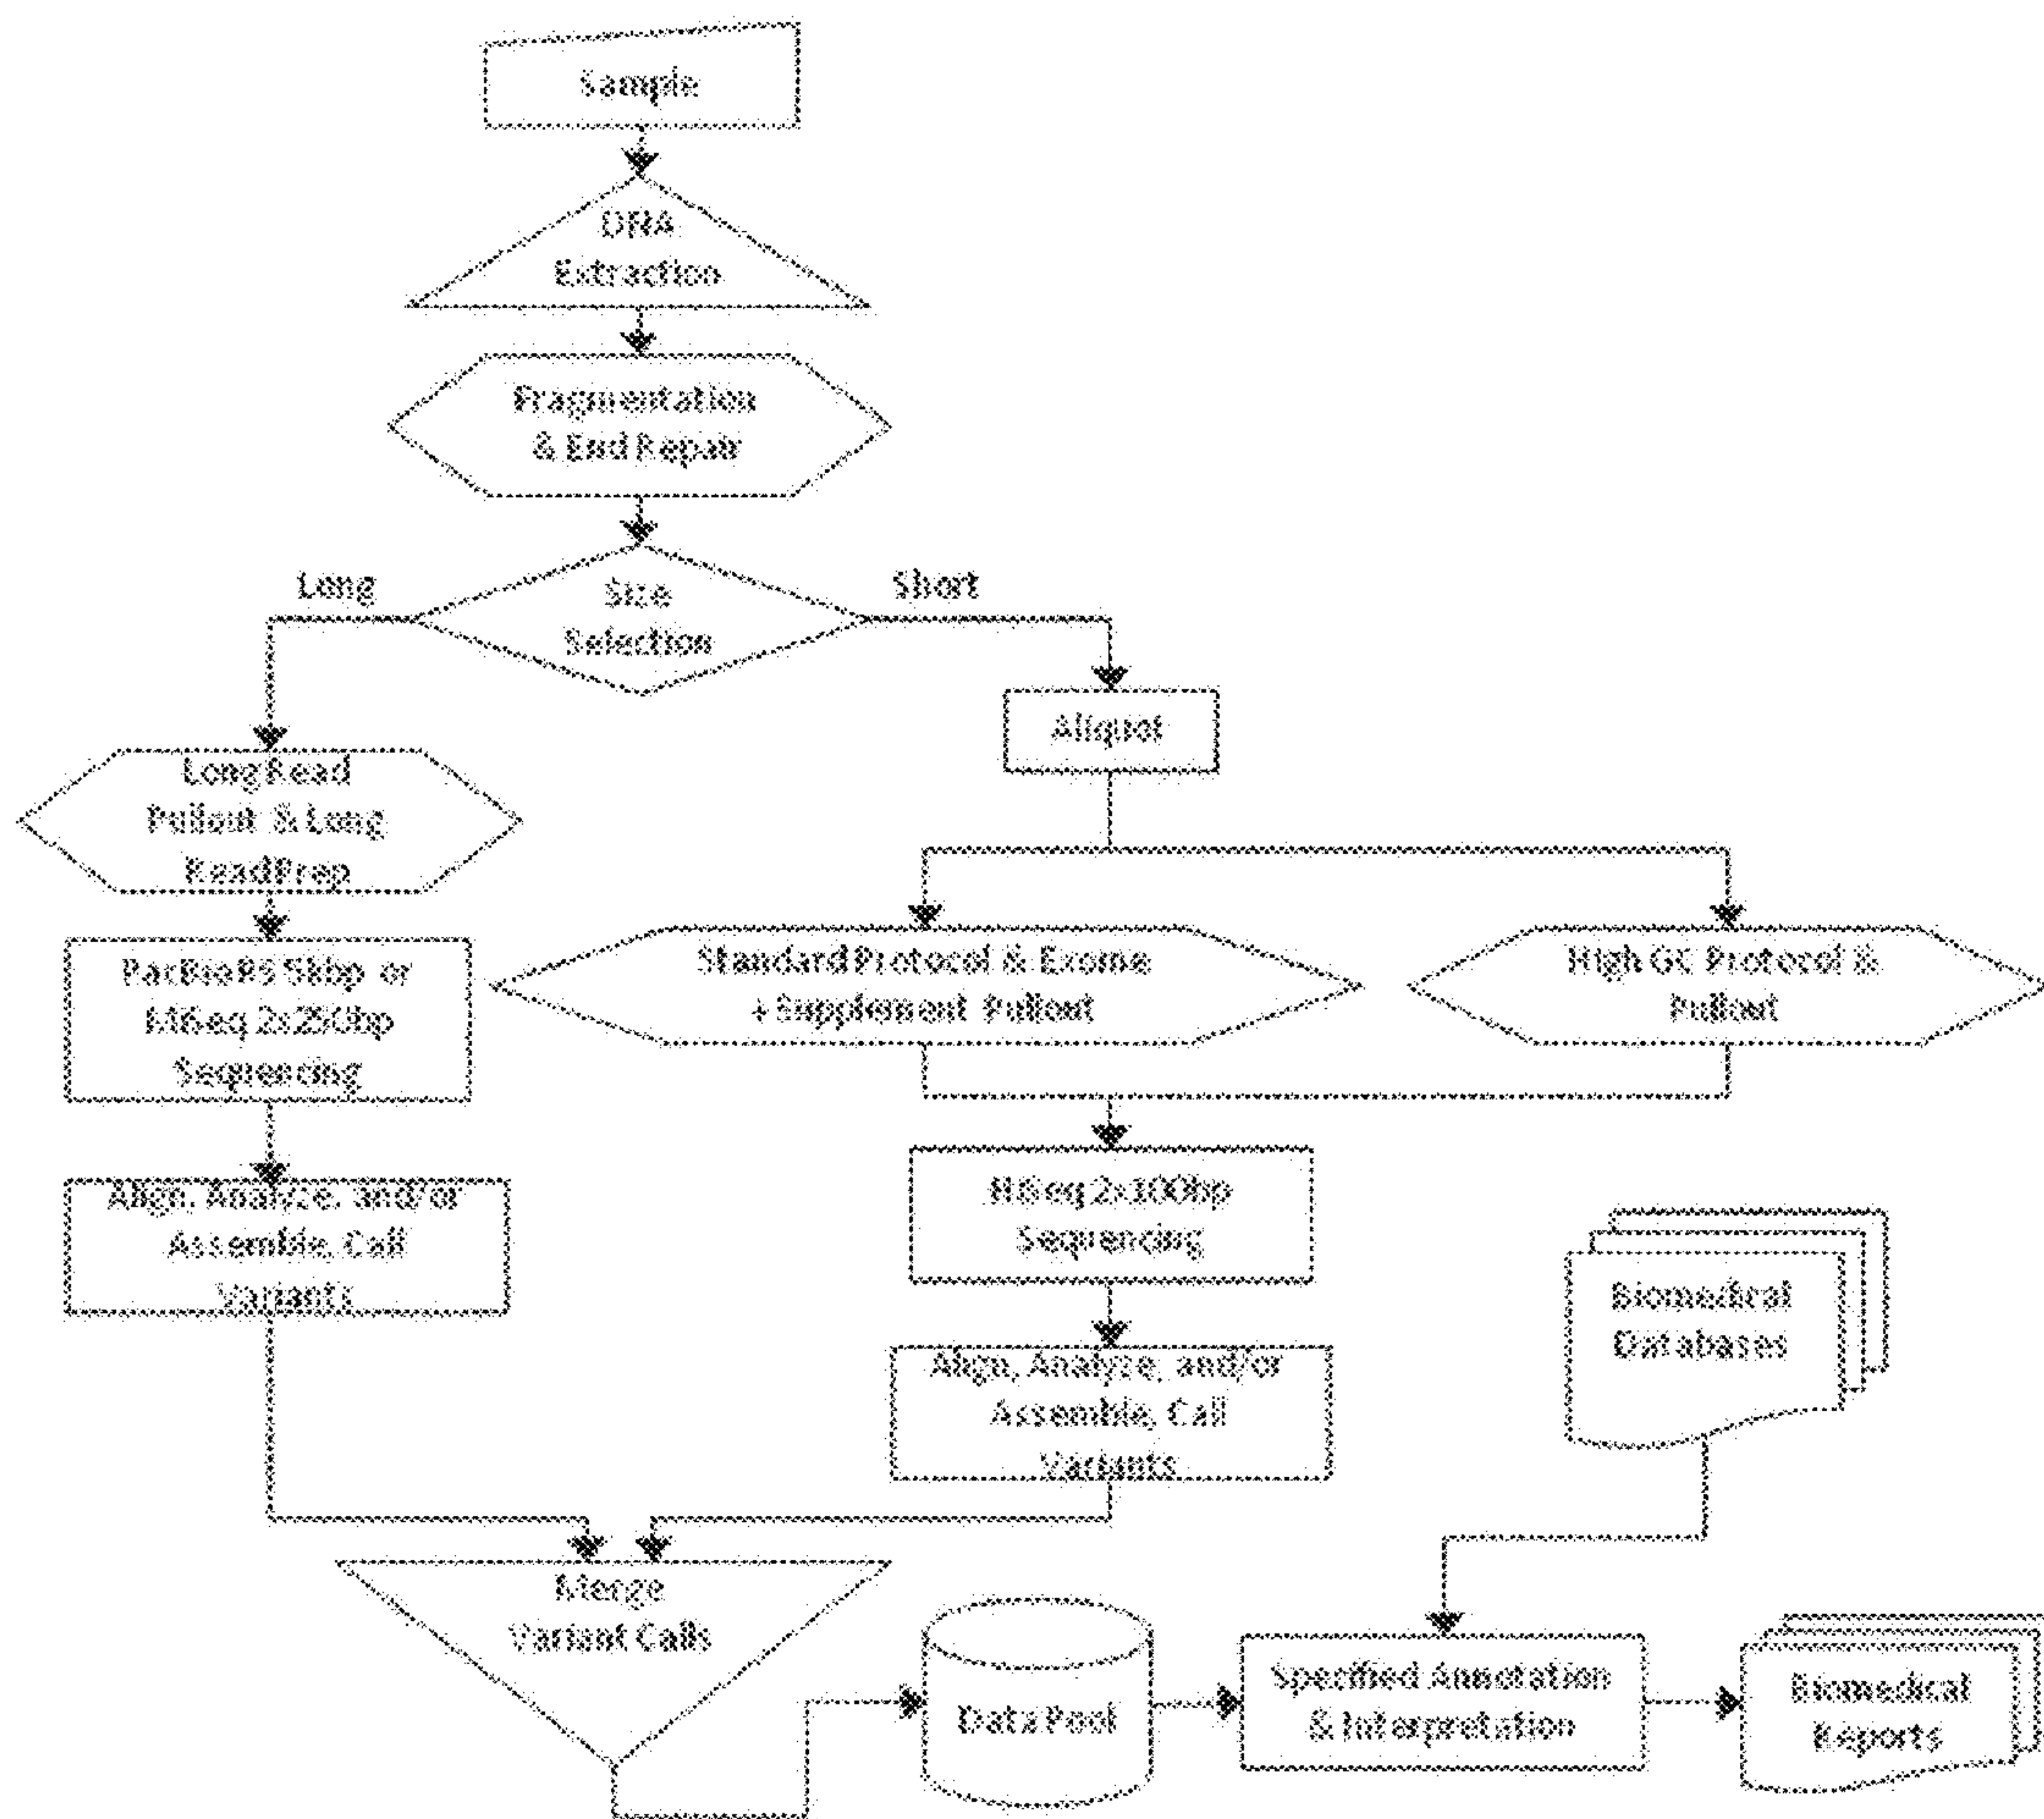 Sample
DNA
Extraction
Fragmentation
& End Repair
Long
Short
Size
Selection
Aliquot
Long Read
Pullout & Long
Read Prep
PacBio RS 5kbp or
MiSeq 2x250bp
Sequencing
Standard Protocol & Exome
+ Supplement Pullout
High GC Protocol &
Pullout
Align, Analyze, and/or
Assemble, Call
Variants
HiSeq 2x100bp
Sequencing
Biomedical
Databases
Align, Analyze, and/or
Assemble, Call
Variants
Merge
Variant Calls
Data Pool
Specified Annotation
& Interpretation
Biomedical
Reports